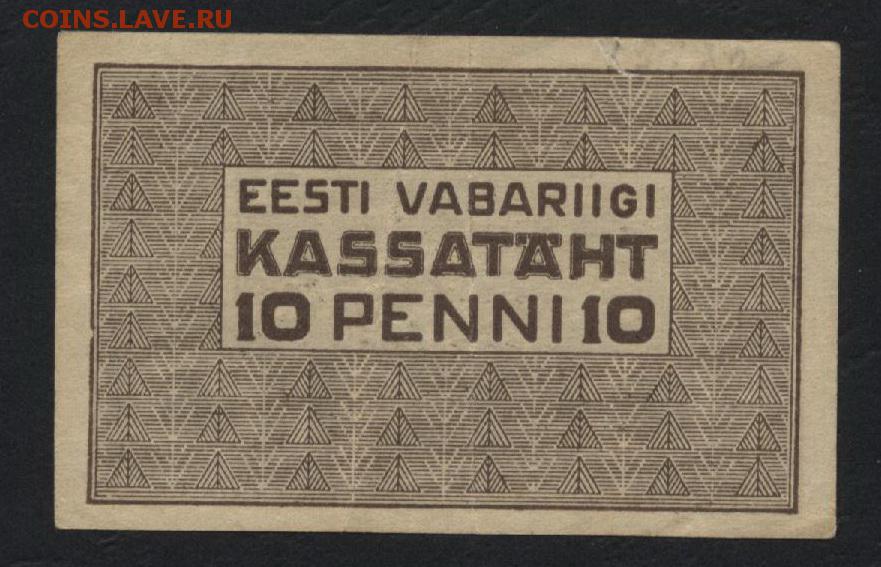 COINS.LAVE.RU
EESTI VABARIIGI
KASSATÄHT
10 PENNI 10